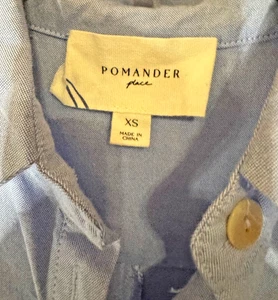 POMANDER
place
XS
MADE IN
CHINA